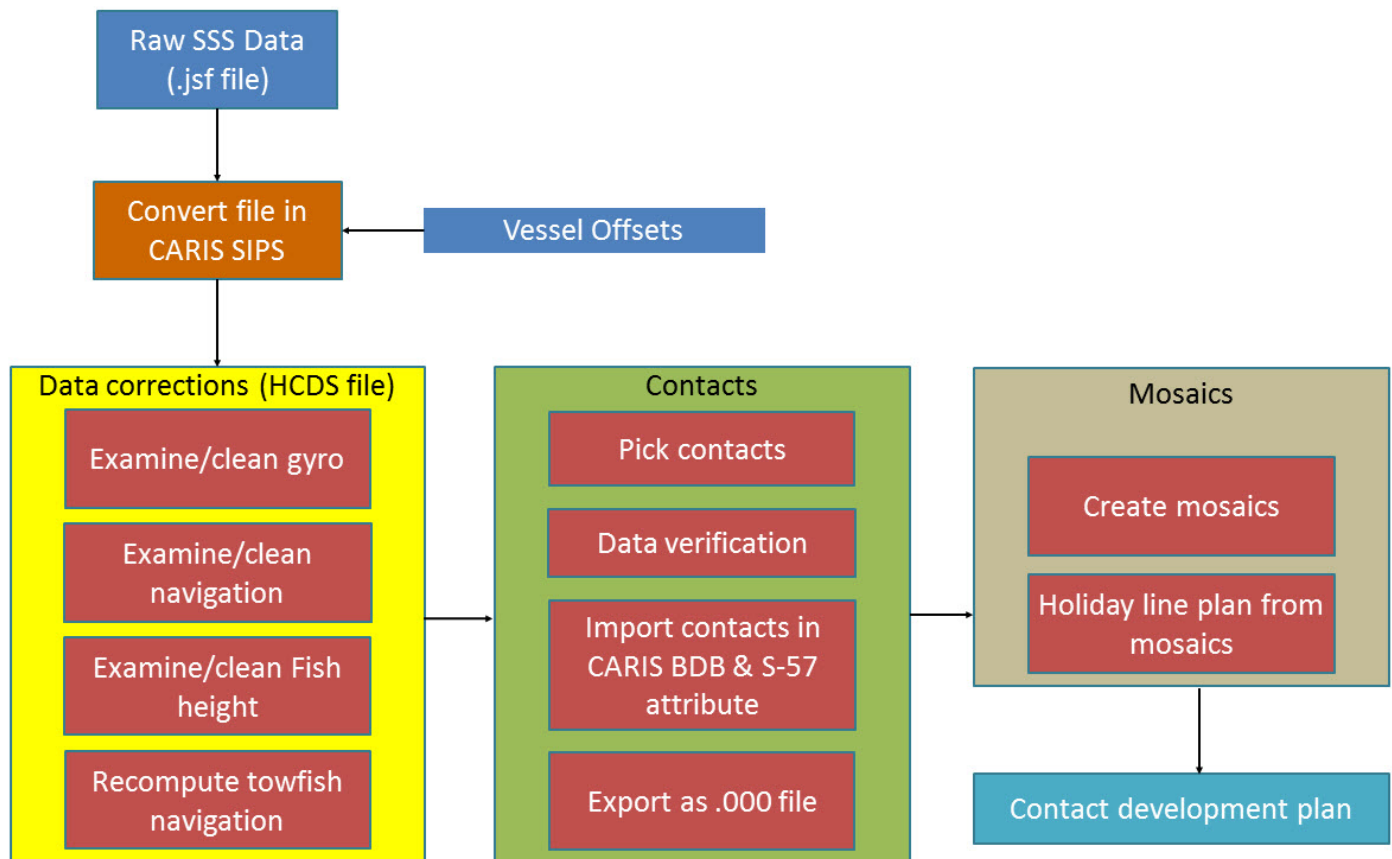 Raw SSS Data
(.jsf file)
Convert file in
CARIS SIPS
Vessel Offsets
Data corrections (HCDS file)
Examine/clean gyro
Examine/clean
navigation
Examine/clean Fish
height
Recompute towfish
navigation
Contacts
Pick contacts
Data verification
Import contacts in
CARIS BDB & S-57
attribute
Export as .000 file
Mosaics
Create mosaics
Holiday line plan from
mosaics
Contact development plan